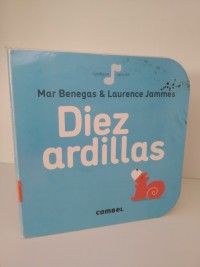 Mar Benegas & Laurence Jammes
Diez
ardillas
COMBEL